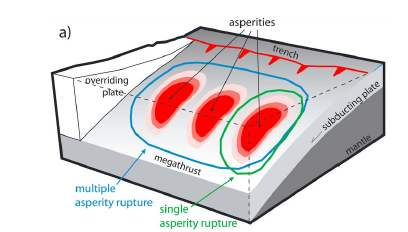 a)
asperities
trench
overriding
plate
subducting plate
mantle
megathrust
multiple
asperity rupture
single
asperity rupture